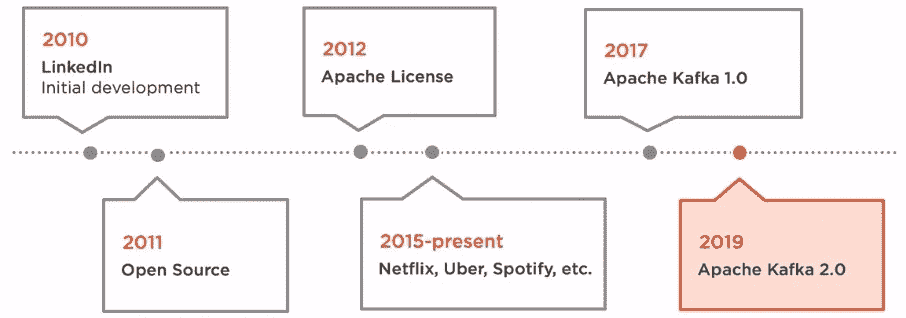 2010
LinkedIn
Initial development
2012
Apache License
2017
Apache Kafka 1.0
2011
Open Source
2015-present
Netflix, Uber, Spotify, etc.
2019
Apache Kafka 2.0